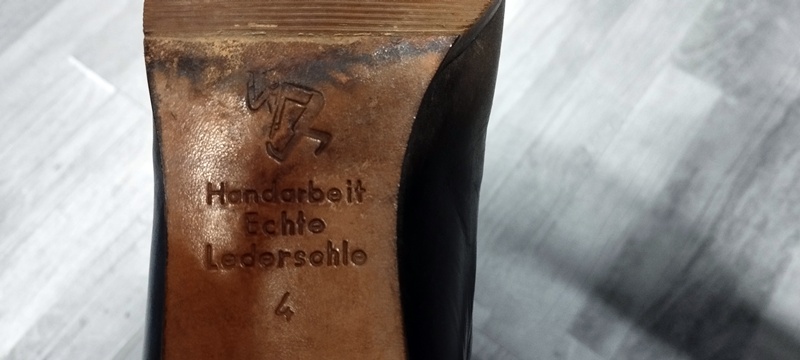 Handarbeit
Echte
Ledersohle
4